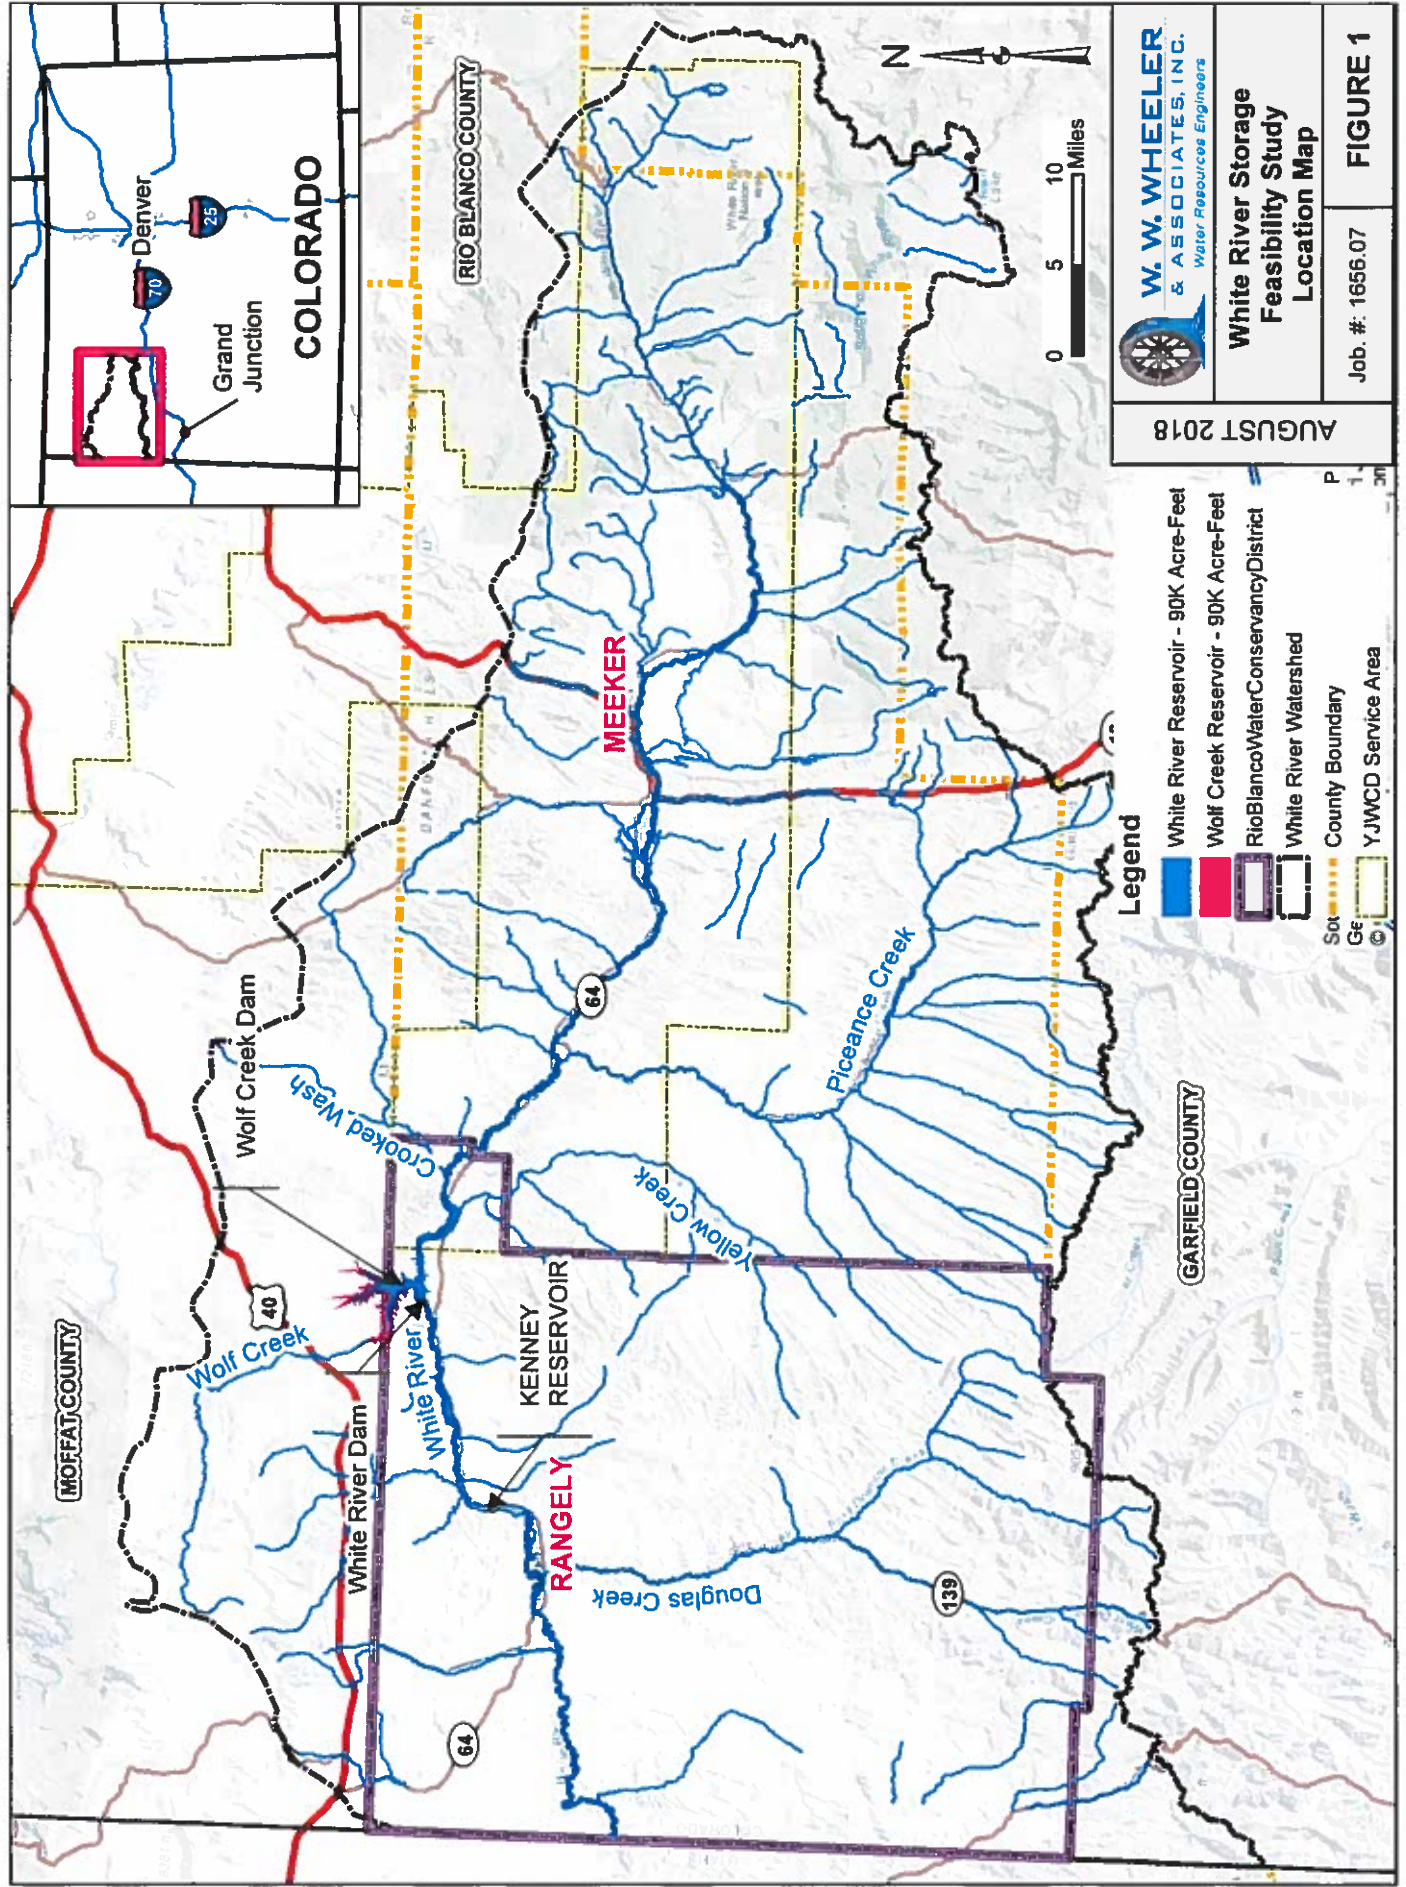 MOFFAT COUNTY
RIO BLANCO COUNTY
GARFIELD COUNTY
Wolf Creek Dam
Wolf Creek
40
White River Dam
White River
Crooked Wash
KENNEY
RESERVOIR
RANGELY
MEEKER
64
64
139
Yellow Creek
Piceance Creek
Douglas Creek
Denver
70
25
Grand
Junction
COLORADO
N
0 5 10
Miles
Legend
White River Reservoir - 90K Acre-Feet
Wolf Creek Reservoir - 90K Acre-Feet
RioBlancoWaterConservancyDistrict
White River Watershed
County Boundary
YJWCD Service Area
AUGUST 2018
W. W. WHEELER
& ASSOCIATES, INC.
Water Resources Engineers
White River Storage
Feasibility Study
Location Map
Job. #: 1656.07
FIGURE 1